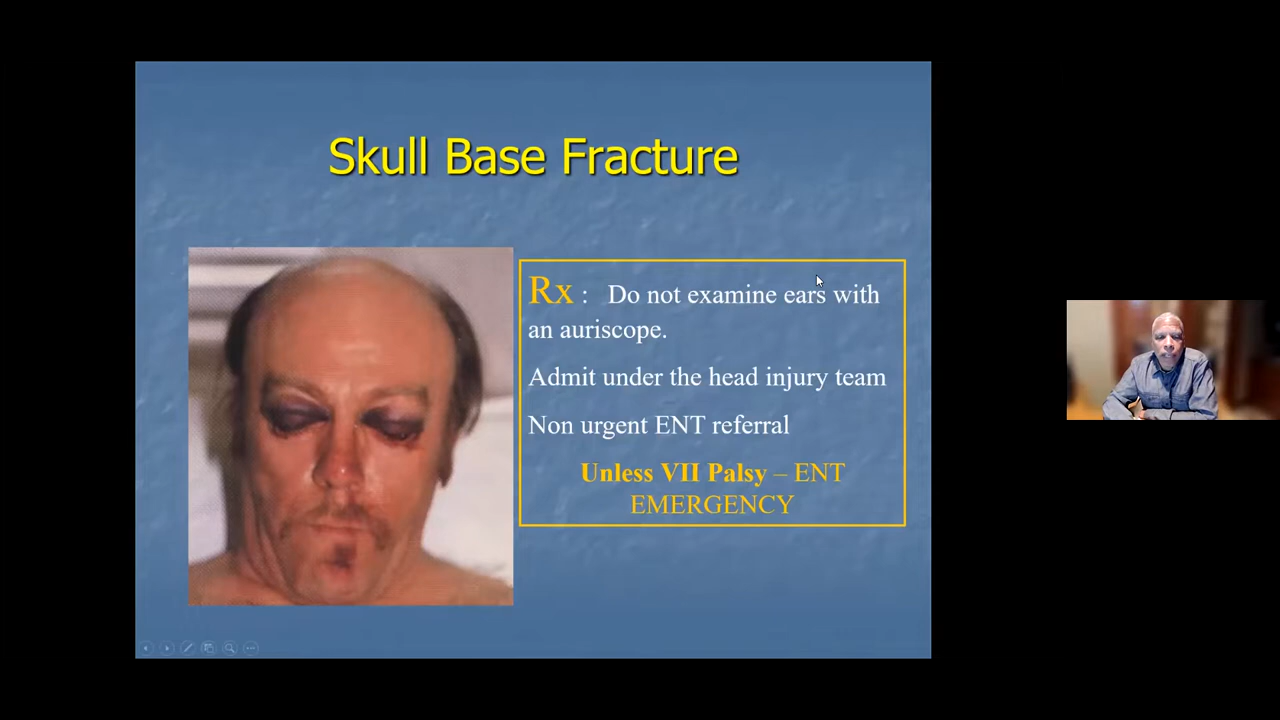 Skull Base Fracture
Rx : Do not examine ears with
an auriscope.
Admit under the head injury team
Non urgent ENT referral
Unless VII Palsy – ENT
EMERGENCY